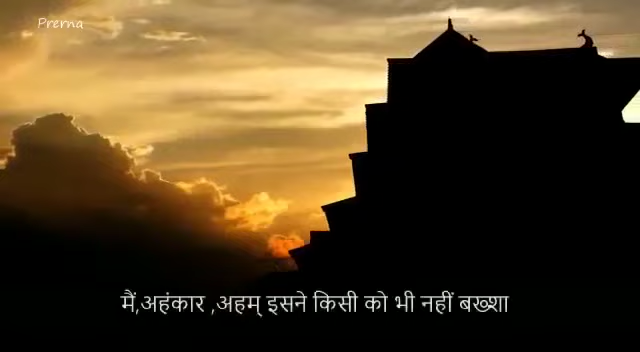 Prerna
मैं,अहंकार ,अहम् इसने किसी को भी नहीं बख्शा